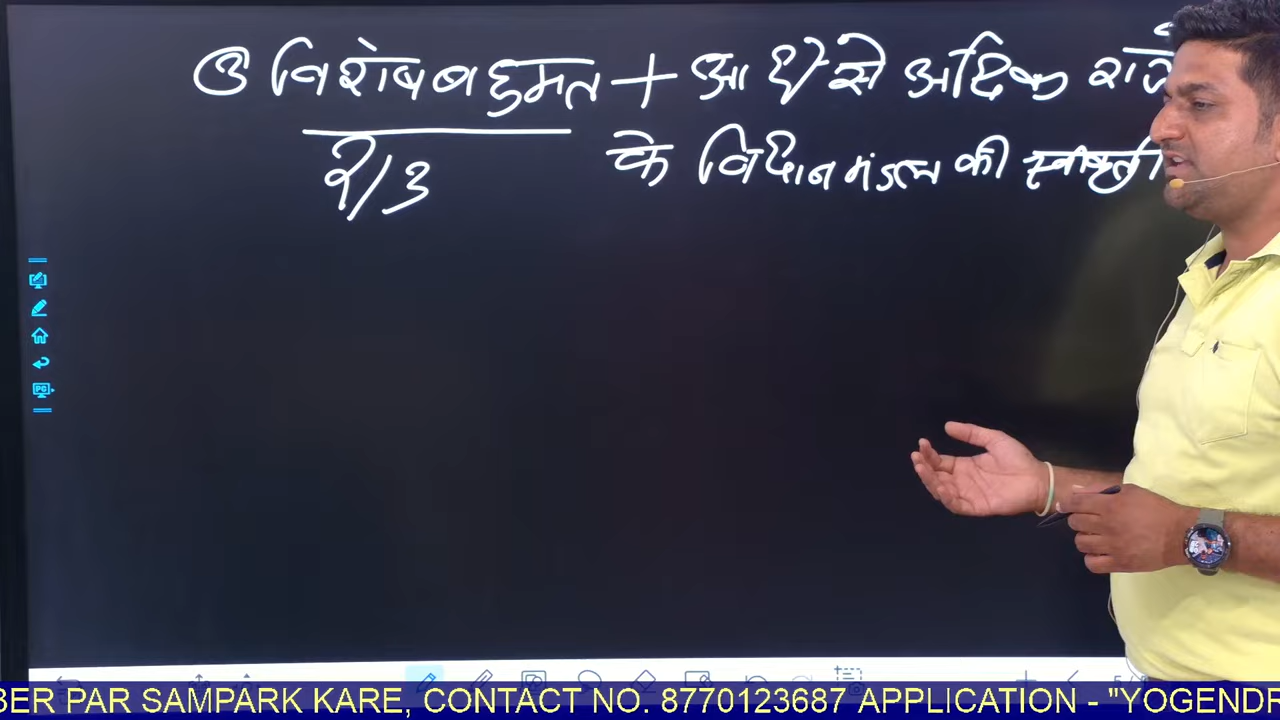 ③ विशेष बहुमत + आधे से अधिक राज्यो
2/3 के विधानमंडल की स्वीकृती
BER PAR SAMPARK KARE, CONTACT NO. 8770123687 APPLICATION - "YOGENDR